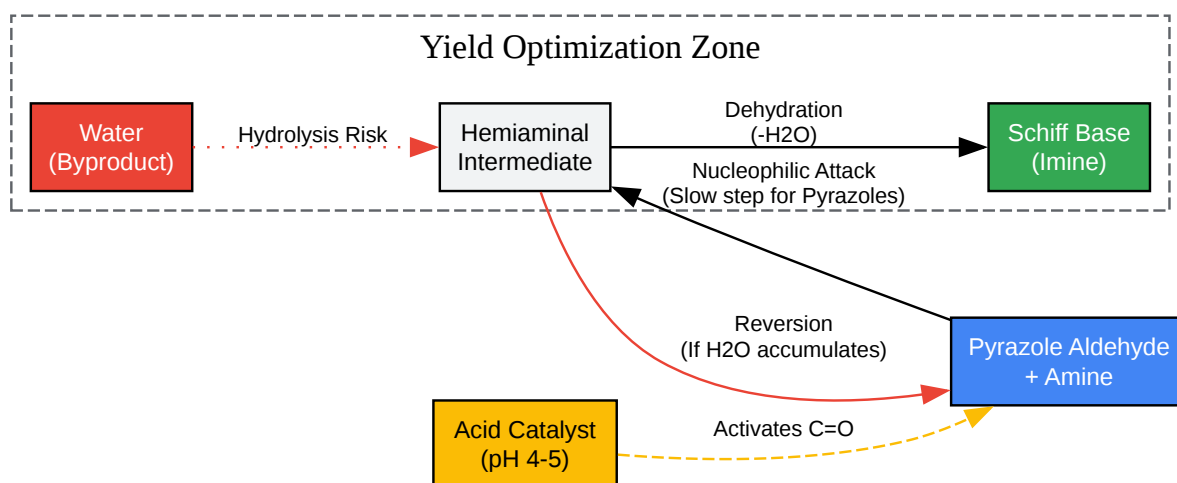 Yield Optimization Zone
Water
(Byproduct)
Hydrolysis Risk
Hemiaminal
Intermediate
Dehydration
(-H2O)
Schiff Base
(Imine)
Nucleophilic Attack
(Slow step for Pyrazoles)
Reversion
(If H2O accumulates)
Pyrazole Aldehyde
+ Amine
Acid Catalyst
(pH 4-5)
Activates C=O